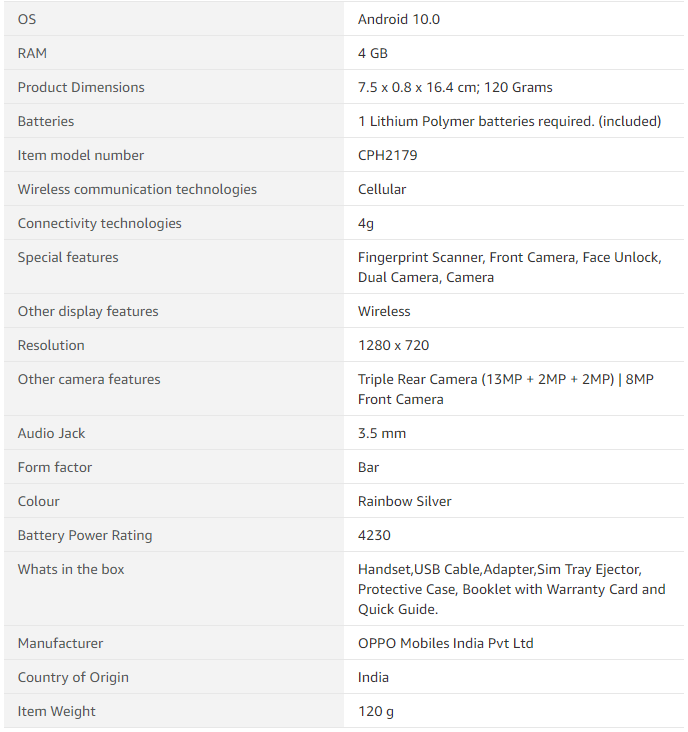 OS Android 10.0
RAM 4 GB
Product Dimensions 7.5 x 0.8 x 16.4 cm; 120 Grams
Batteries 1 Lithium Polymer batteries required. (included)
Item model number CPH2179
Wireless communication technologies Cellular
Connectivity technologies 4g
Special features Fingerprint Scanner, Front Camera, Face Unlock,
Dual Camera, Camera
Other display features Wireless
Resolution 1280 x 720
Other camera features Triple Rear Camera (13MP + 2MP + 2MP) | 8MP
Front Camera
Audio Jack 3.5 mm
Form factor Bar
Colour Rainbow Silver
Battery Power Rating 4230
Whats in the box Handset,USB Cable,Adapter,Sim Tray Ejector,
Protective Case, Booklet with Warranty Card and
Quick Guide.
Manufacturer OPPO Mobiles India Pvt Ltd
Country of Origin India
Item Weight 120 g